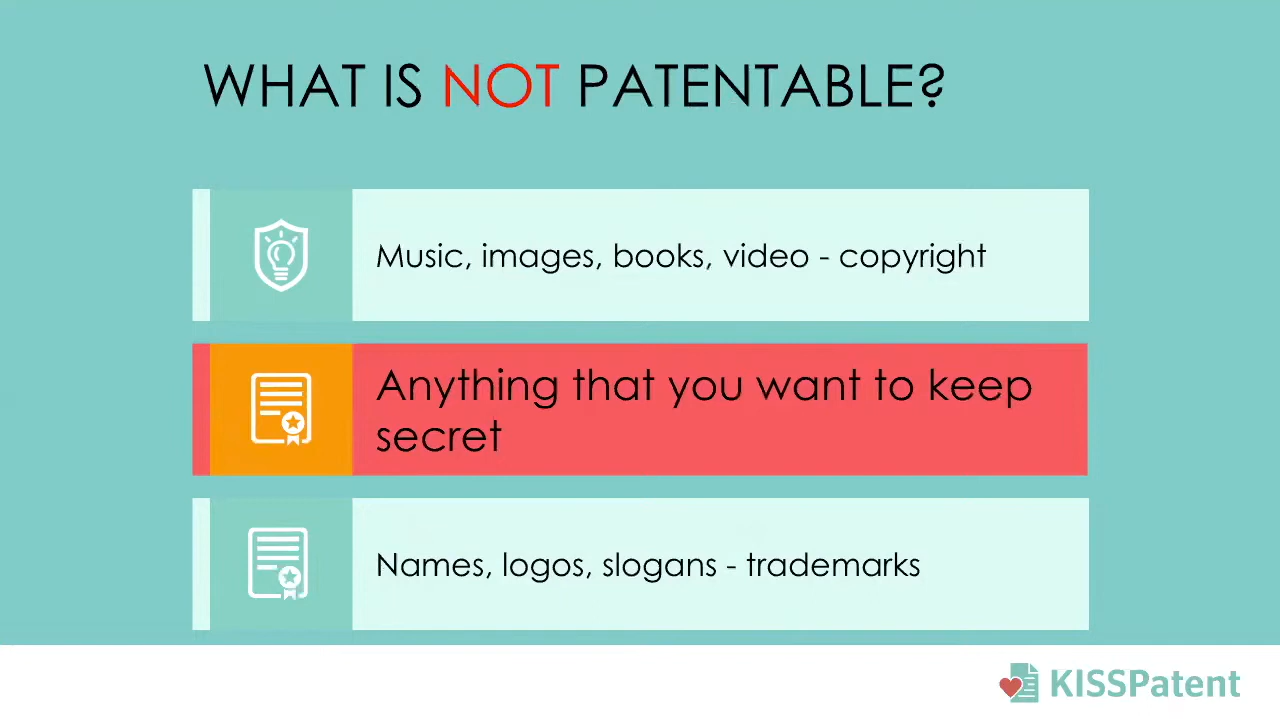 WHAT IS NOT PATENTABLE?
Music, images, books, video - copyright
Anything that you want to keep
secret
Names, logos, slogans - trademarks
KISSPatent